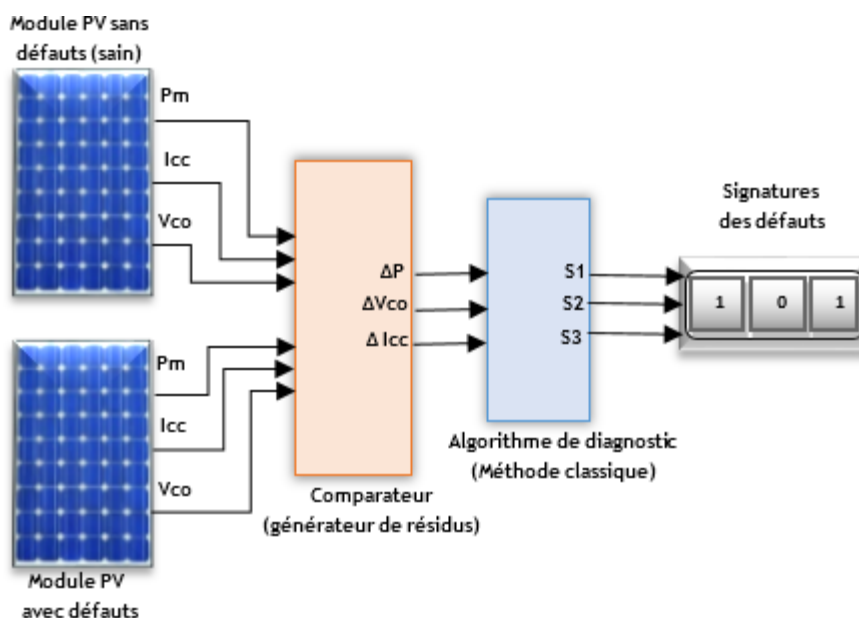 Module PV sans
défauts (sain)
Pm
Icc
Vco
Pm
Icc
Vco
Module PV
avec défauts
ΔP
ΔVco
Δ Icc
Comparateur
(générateur de résidus)
S1
S2
S3
Algorithme de diagnostic
(Méthode classique)
Signatures
des défauts
1 0 1